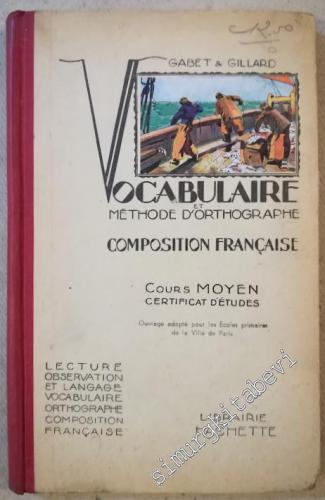 GABET & GILLARD
VOCABULAIRE
ET
MÉTHODE D'ORTHOGRAPHE
COMPOSITION FRANÇAISE
COURS MOYEN
CERTIFICAT D'ÉTUDES
Ouvrage adopté pour les Ecoles primaires
de la Ville de Paris
LECTURE
OBSERVATION
ET LANGAGE
VOCABULAIRE
ORTHOGRAPHE
COMPOSITION
FRANÇAISE
LIBRAIRIE
HACHETTE
simurgkitabevi